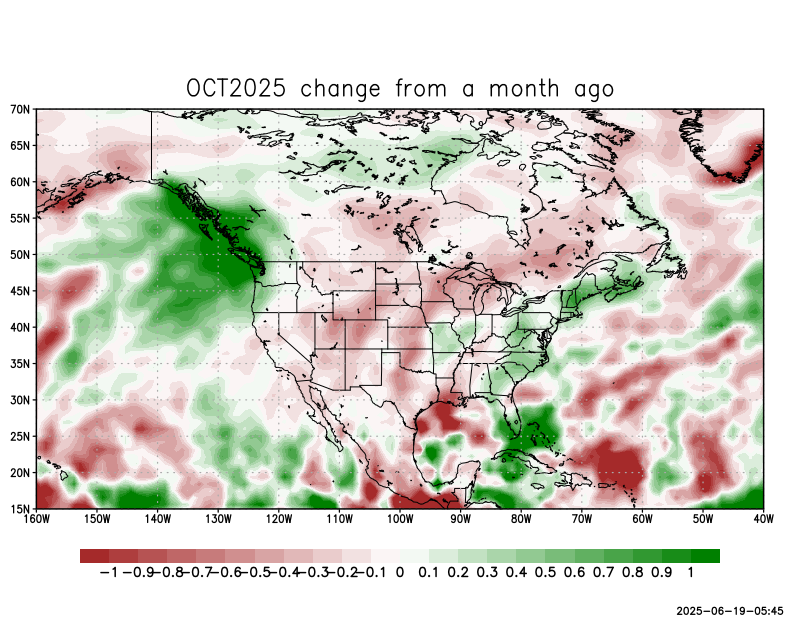 OCT2025 change from a month ago
70N
65N
60N
55N
50N
45N
40N
35N
30N
25N
20N
15N
160W 150W 140W 130W 120W 110W 100W 90W 80W 70W 60W 50W 40W
−1 −0.9 −0.8 −0.7 −0.6 −0.5 −0.4 −0.3 −0.2 −0.1 0 0.1 0.2 0.3 0.4 0.5 0.6 0.7 0.8 0.9 1
2025−06−19−05:45